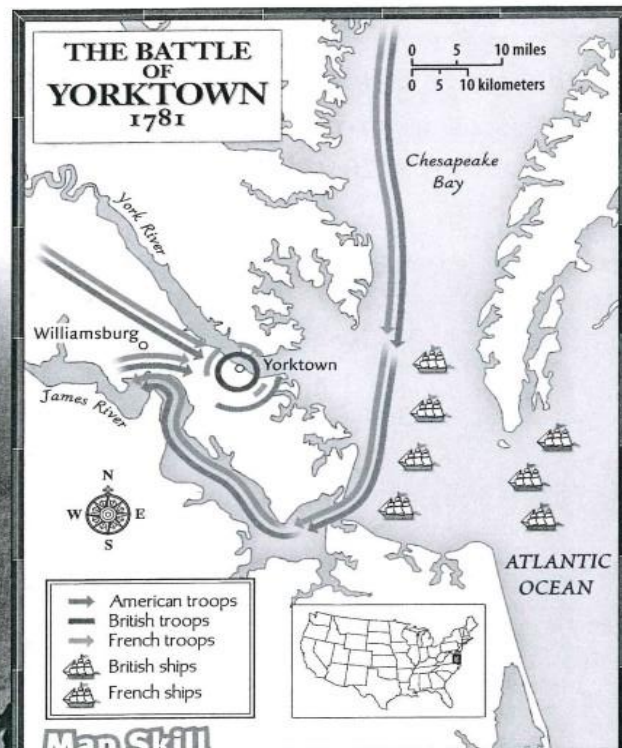 THE BATTLE
OF
YORKTOWN
1781
0 5 10 miles
0 5 10 kilometers
Chesapeake
Bay
York River
Williamsburg
Yorktown
James River
N
W E
S
ATLANTIC
OCEAN
American troops
British troops
French troops
British ships
French ships
Map Skill